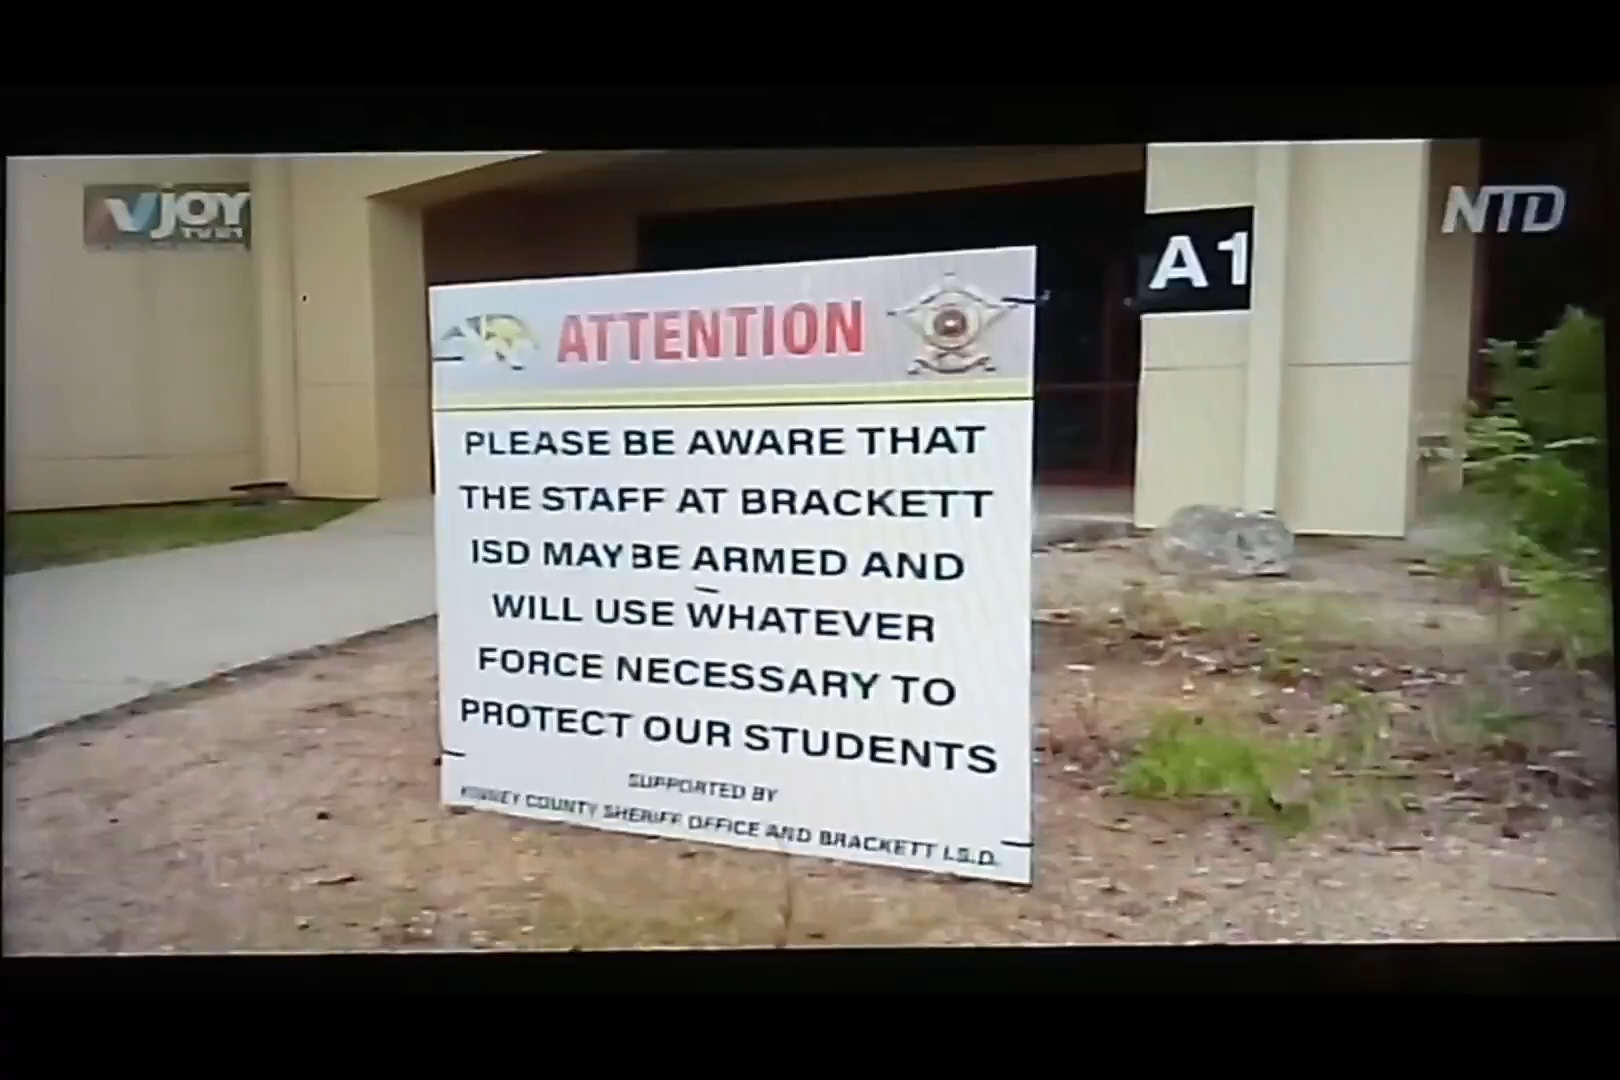 VJOY
TV 21
NTD
A1
ATTENTION
PLEASE BE AWARE THAT
THE STAFF AT BRACKETT
ISD MAY BE ARMED AND
WILL USE WHATEVER
FORCE NECESSARY TO
PROTECT OUR STUDENTS
SUPPORTED BY
KINNEY COUNTY SHERIFF OFFICE AND BRACKETT I.S.D.